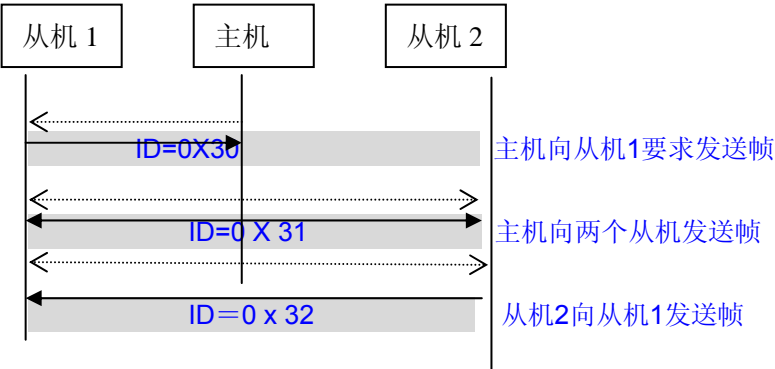 从机 1 主机 从机 2
ID=0X30 主机向从机1要求发送帧
ID=0 X 31 主机向两个从机发送帧
ID＝0 x 32 从机2向从机1发送帧